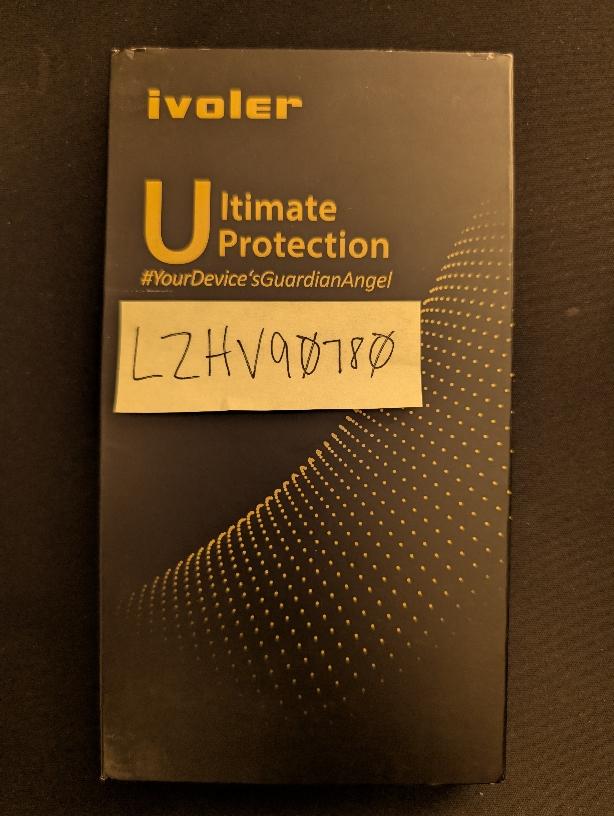 ivoler
Ultimate
Protection
#YourDevice'sGuardianAngel
LZHV90780